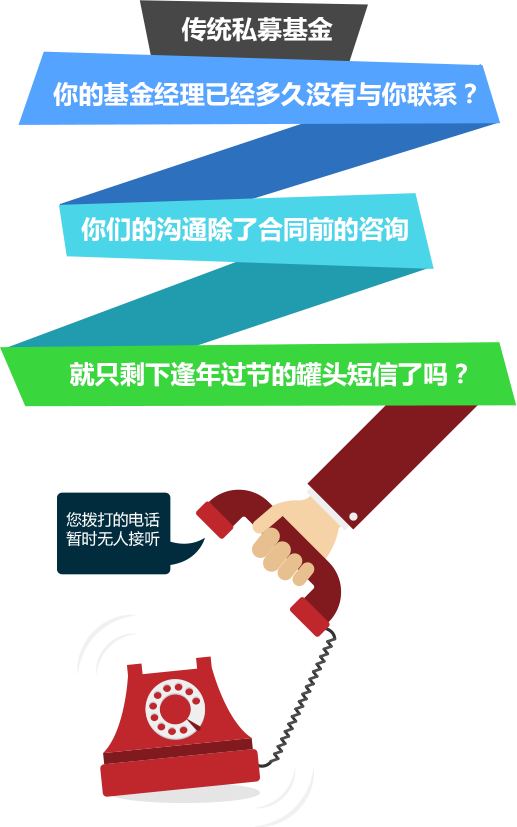 传统私募基金
你的基金经理已经多久没有与你联系？
你们的沟通除了合同前的咨询
就只剩下逢年过节的罐头短信了吗？
您拨打的电话
暂时无人接听